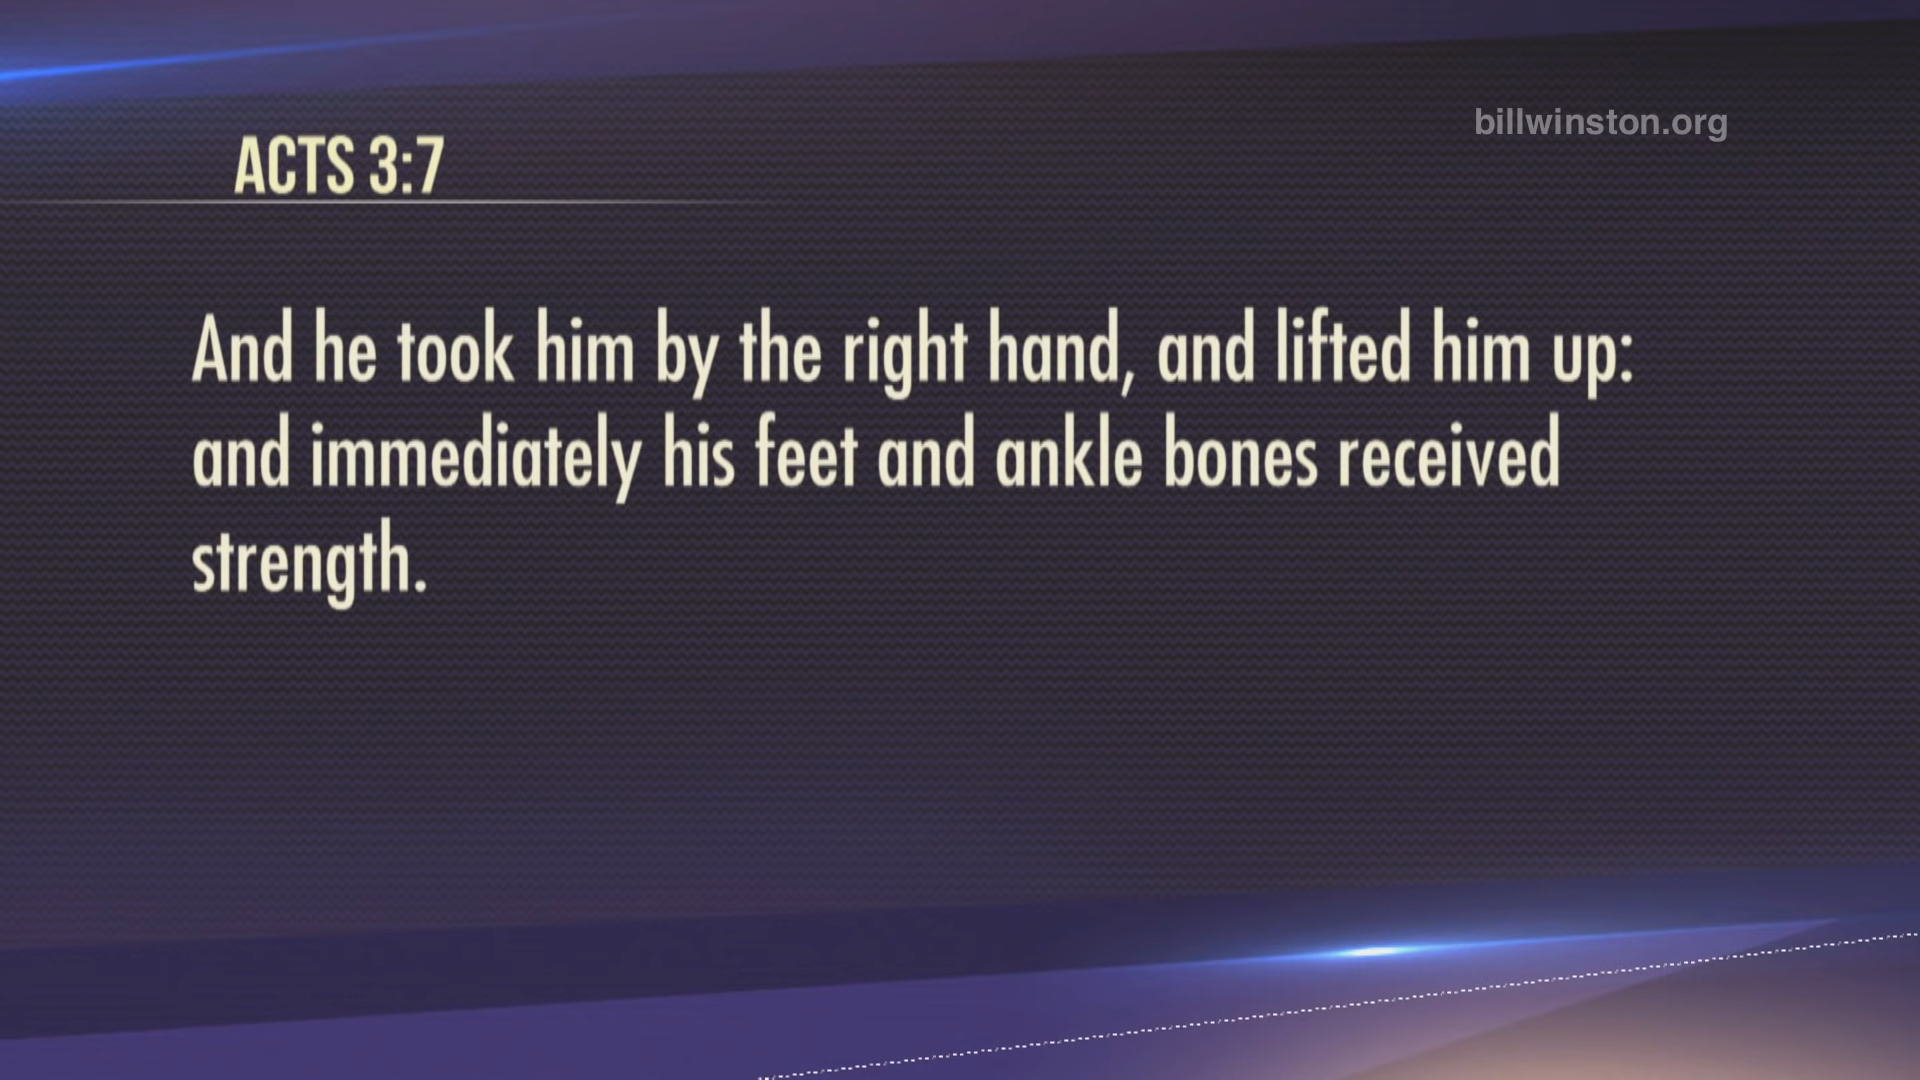 billwinston.org
ACTS 3:7
And he took him by the right hand, and lifted him up:
and immediately his feet and ankle bones received
strength.